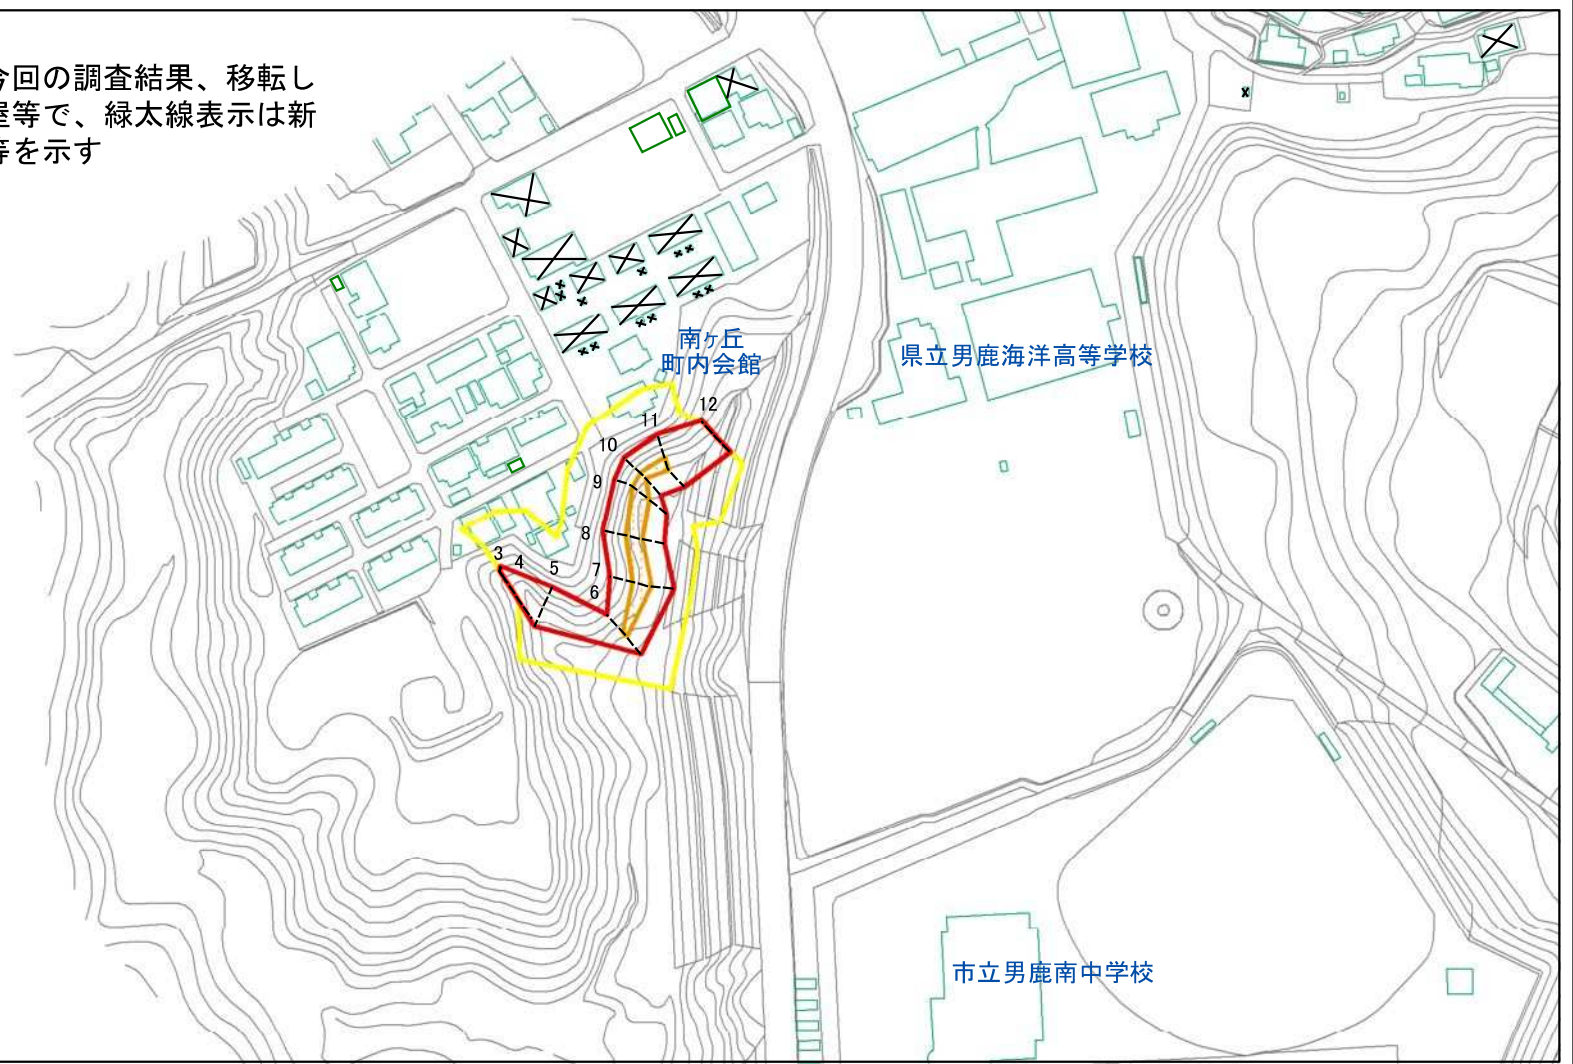 今回の調査結果、移転し
屋等で、緑太線表示は新
等を示す
南ヶ丘
町内会館
県立男鹿海洋高等学校
12
11
10
9
8
3
4
5
7
6
市立男鹿南中学校